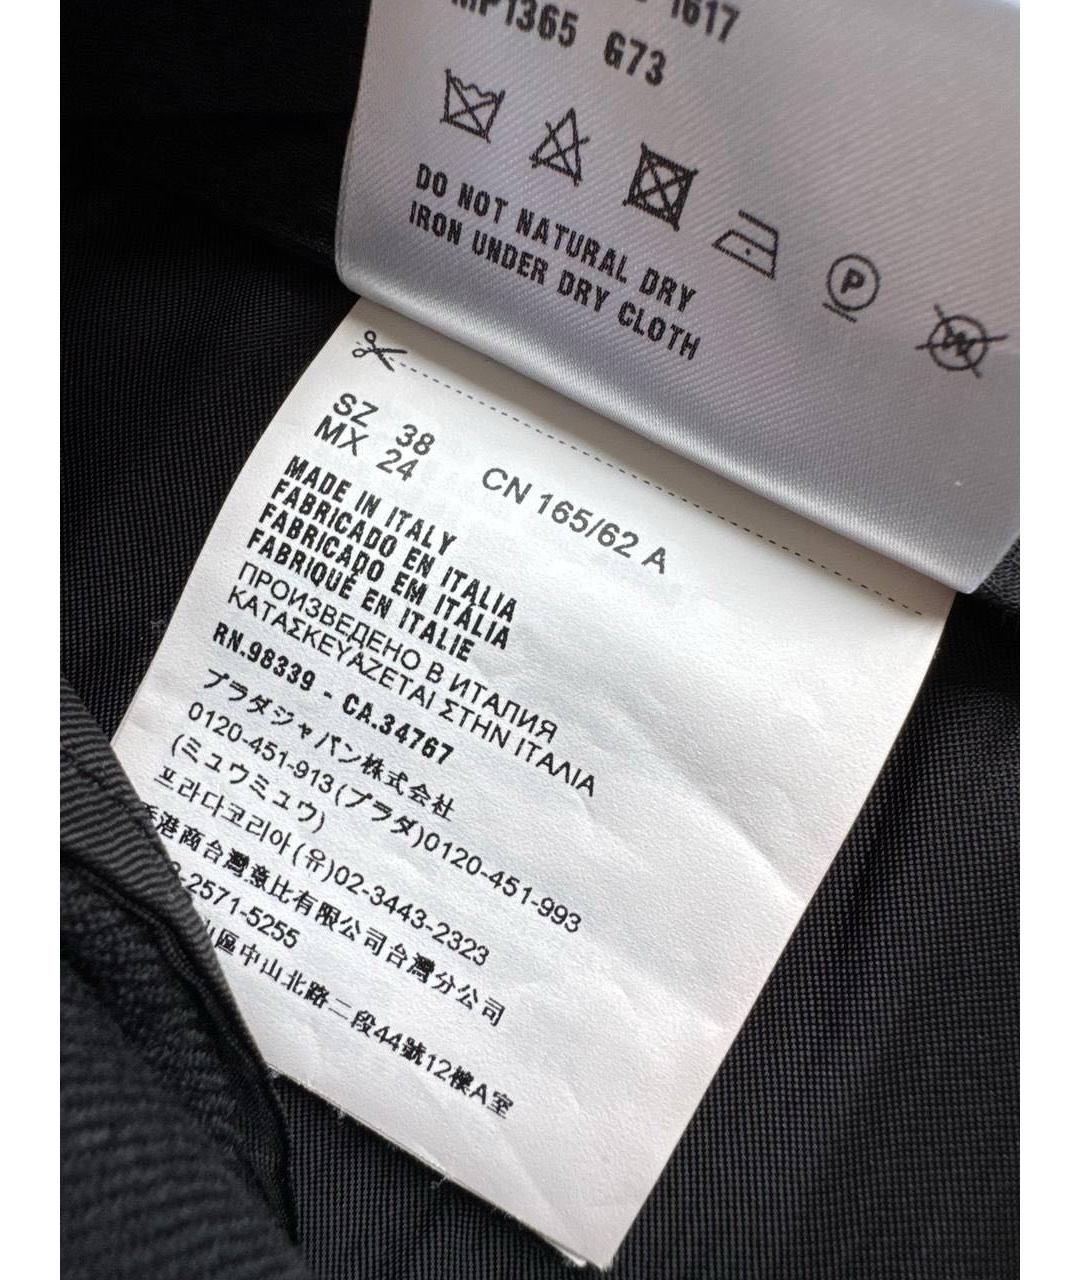 1617
MP1365 G73
P
W
DO NOT NATURAL DRY
IRON UNDER DRY CLOTH
SZ 38
MX 24 CN 165/62 A
MADE IN ITALY
FABRICADO EN ITALIA
FABRICADO EM ITÁLIA
FABRIQUÉ EN ITALIE
ПРОИЗВЕДЕНО В ИТАЛИЯ
ΚΑΤΑΣΚΕΥΑΖΕΤΑΙ ΣΤΗΝ ΙΤΑΛΙΑ
RN.98339 - CA.34767
プラダジャパン株式会社
0120-451-913(プラダ)0120-451-993
(ミュウミュウ)
프라다코리아(유)02-3443-2323
香港商台灣意比有限公司台灣分公司
-2571-5255
山區中山北路二段44號12樓A室